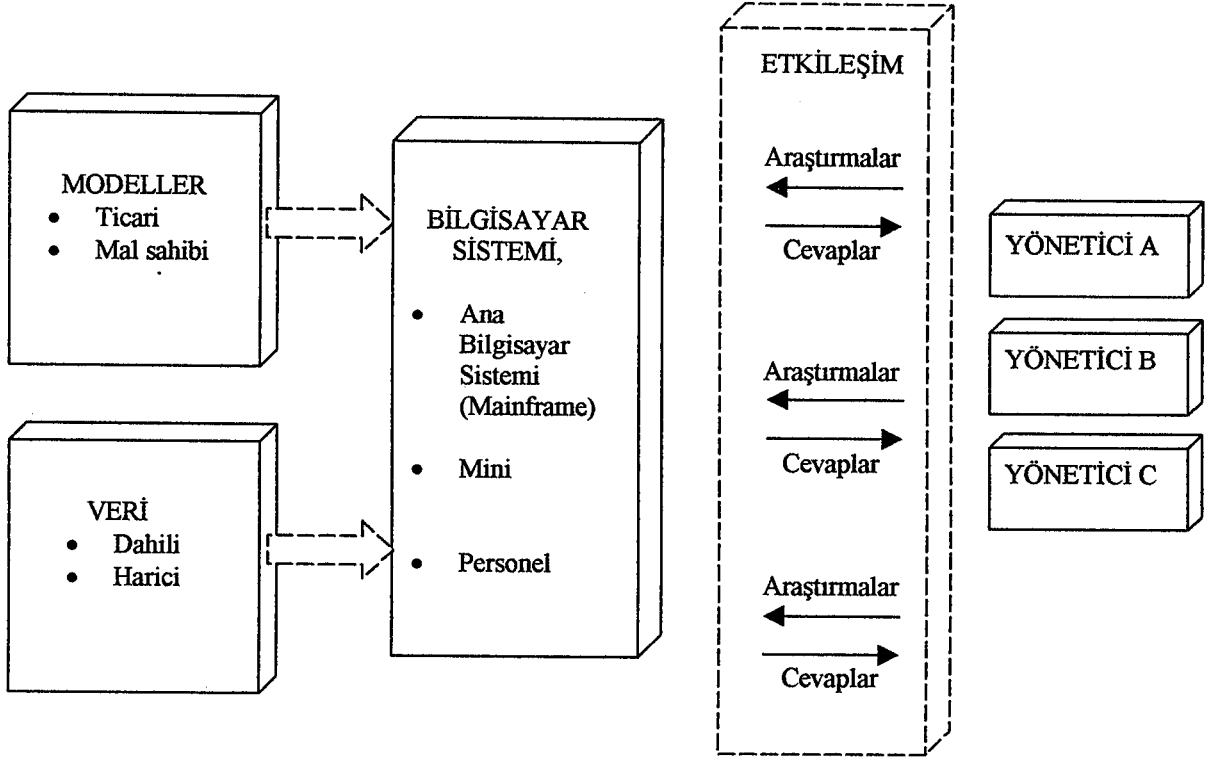 MODELLER
• Ticari
• Mal sahibi
VERİ
• Dahili
• Harici
BİLGİSAYAR
SİSTEMİ,
• Ana
Bilgisayar
Sistemi
(Mainframe)
• Mini
• Personel
ETKİLEŞİM
Araştırmalar
Cevaplar
Araştırmalar
Cevaplar
Araştırmalar
Cevaplar
YÖNETİCİ A
YÖNETİCİ B
YÖNETİCİ C